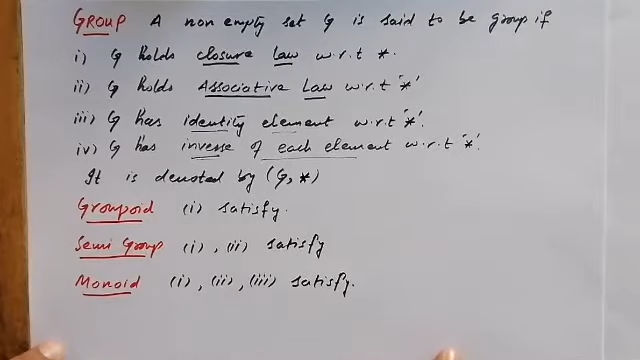 GROUP A non empty set G is said to be group if
i) G holds closure law w.r.t *.
ii) G holds Associative Law w.r.t '*'
iii) G has identity element w.r.t '*'.
iv) G has inverse of each element w.r.t '*'.
It is denoted by (G, *)
Groupoid (i) satisfy.
Semi Group (i), (ii) satisfy
Monoid (i), (ii), (iii) satisfy.